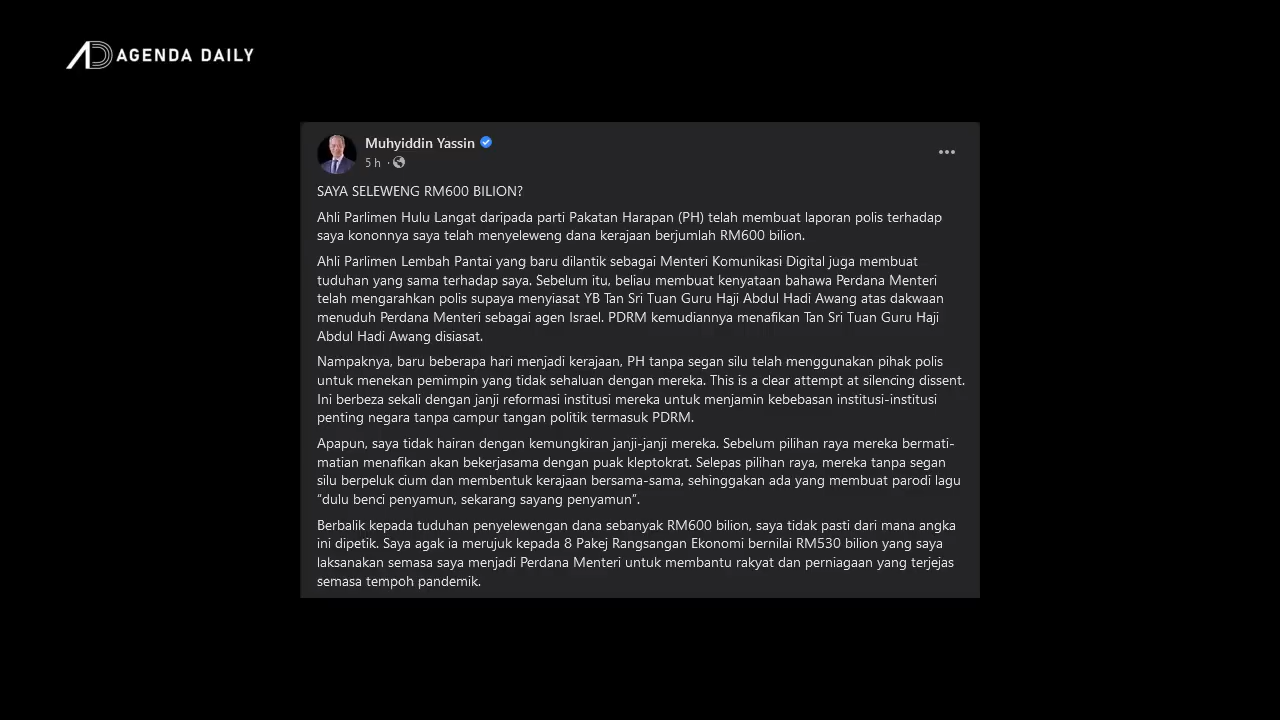 AGENDA DAILY
Muhyiddin Yassin
5 h ·
SAYA SELEWENG RM600 BILION?
Ahli Parlimen Hulu Langat daripada parti Pakatan Harapan (PH) telah membuat laporan polis terhadap
saya kononnya saya telah menyeleweng dana kerajaan berjumlah RM600 bilion.
Ahli Parlimen Lembah Pantai yang baru dilantik sebagai Menteri Komunikasi Digital juga membuat
tuduhan yang sama terhadap saya. Sebelum itu, beliau membuat kenyataan bahawa Perdana Menteri
telah mengarahkan polis supaya menyiasat YB Tan Sri Tuan Guru Haji Abdul Hadi Awang atas dakwaan
menuduh Perdana Menteri sebagai agen Israel. PDRM kemudiannya menafikan Tan Sri Tuan Guru Haji
Abdul Hadi Awang disiasat.
Nampaknya, baru beberapa hari menjadi kerajaan, PH tanpa segan silu telah menggunakan pihak polis
untuk menekan pemimpin yang tidak sehaluan dengan mereka. This is a clear attempt at silencing dissent.
Ini berbeza sekali dengan janji reformasi institusi mereka untuk menjamin kebebasan institusi-institusi
penting negara tanpa campur tangan politik termasuk PDRM.
Apapun, saya tidak hairan dengan kemungkiran janji-janji mereka. Sebelum pilihan raya mereka bermati-
matian menafikan akan bekerjasama dengan puak kleptokrat. Selepas pilihan raya, mereka tanpa segan
silu berpeluk cium dan membentuk kerajaan bersama-sama, sehinggakan ada yang membuat parodi lagu
“dulu benci penyamun, sekarang sayang penyamun”.
Berbalik kepada tuduhan penyelewengan dana sebanyak RM600 bilion, saya tidak pasti dari mana angka
ini dipetik. Saya agak ia merujuk kepada 8 Pakej Rangsangan Ekonomi bernilai RM530 bilion yang saya
laksanakan semasa saya menjadi Perdana Menteri untuk membantu rakyat dan perniagaan yang terjejas
semasa tempoh pandemik.